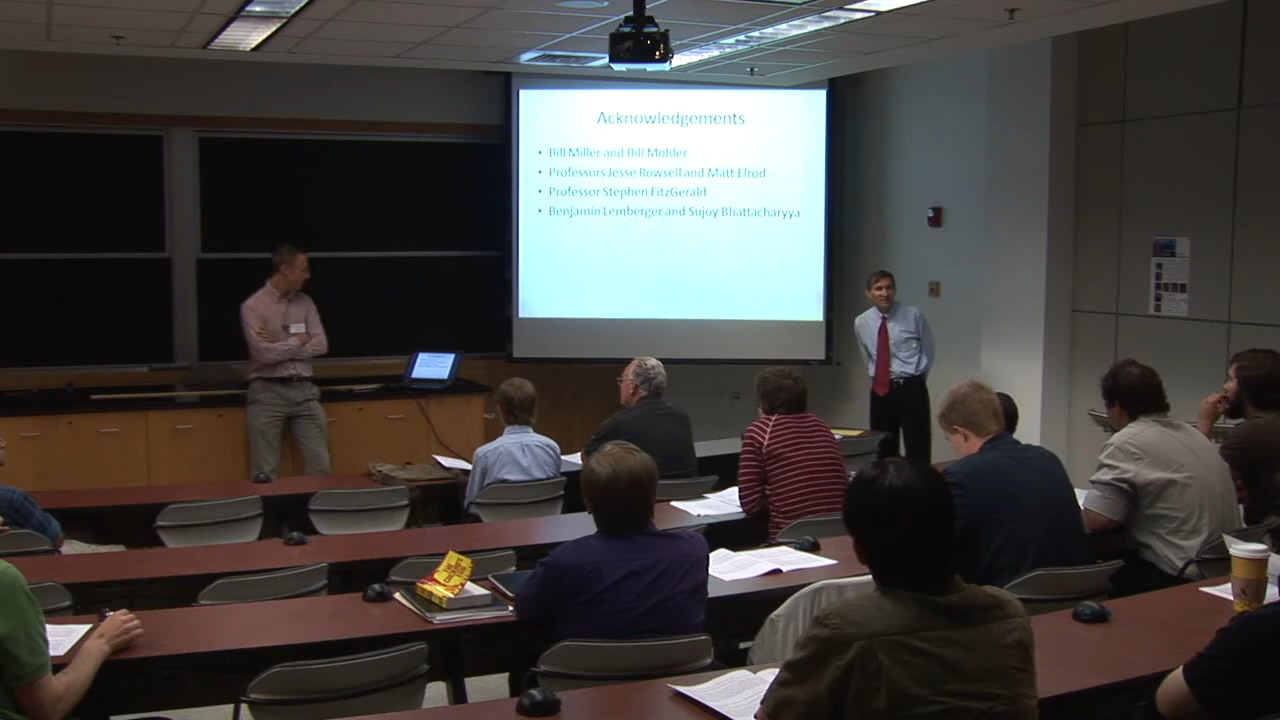 Acknowledgements
• Bill Miller and Bill Mohler
• Professors Jesse Rowsell and Matt Elrod
• Professor Stephen FitzGerald
• Benjamin Lemberger and Sujoy Bhattacharyya